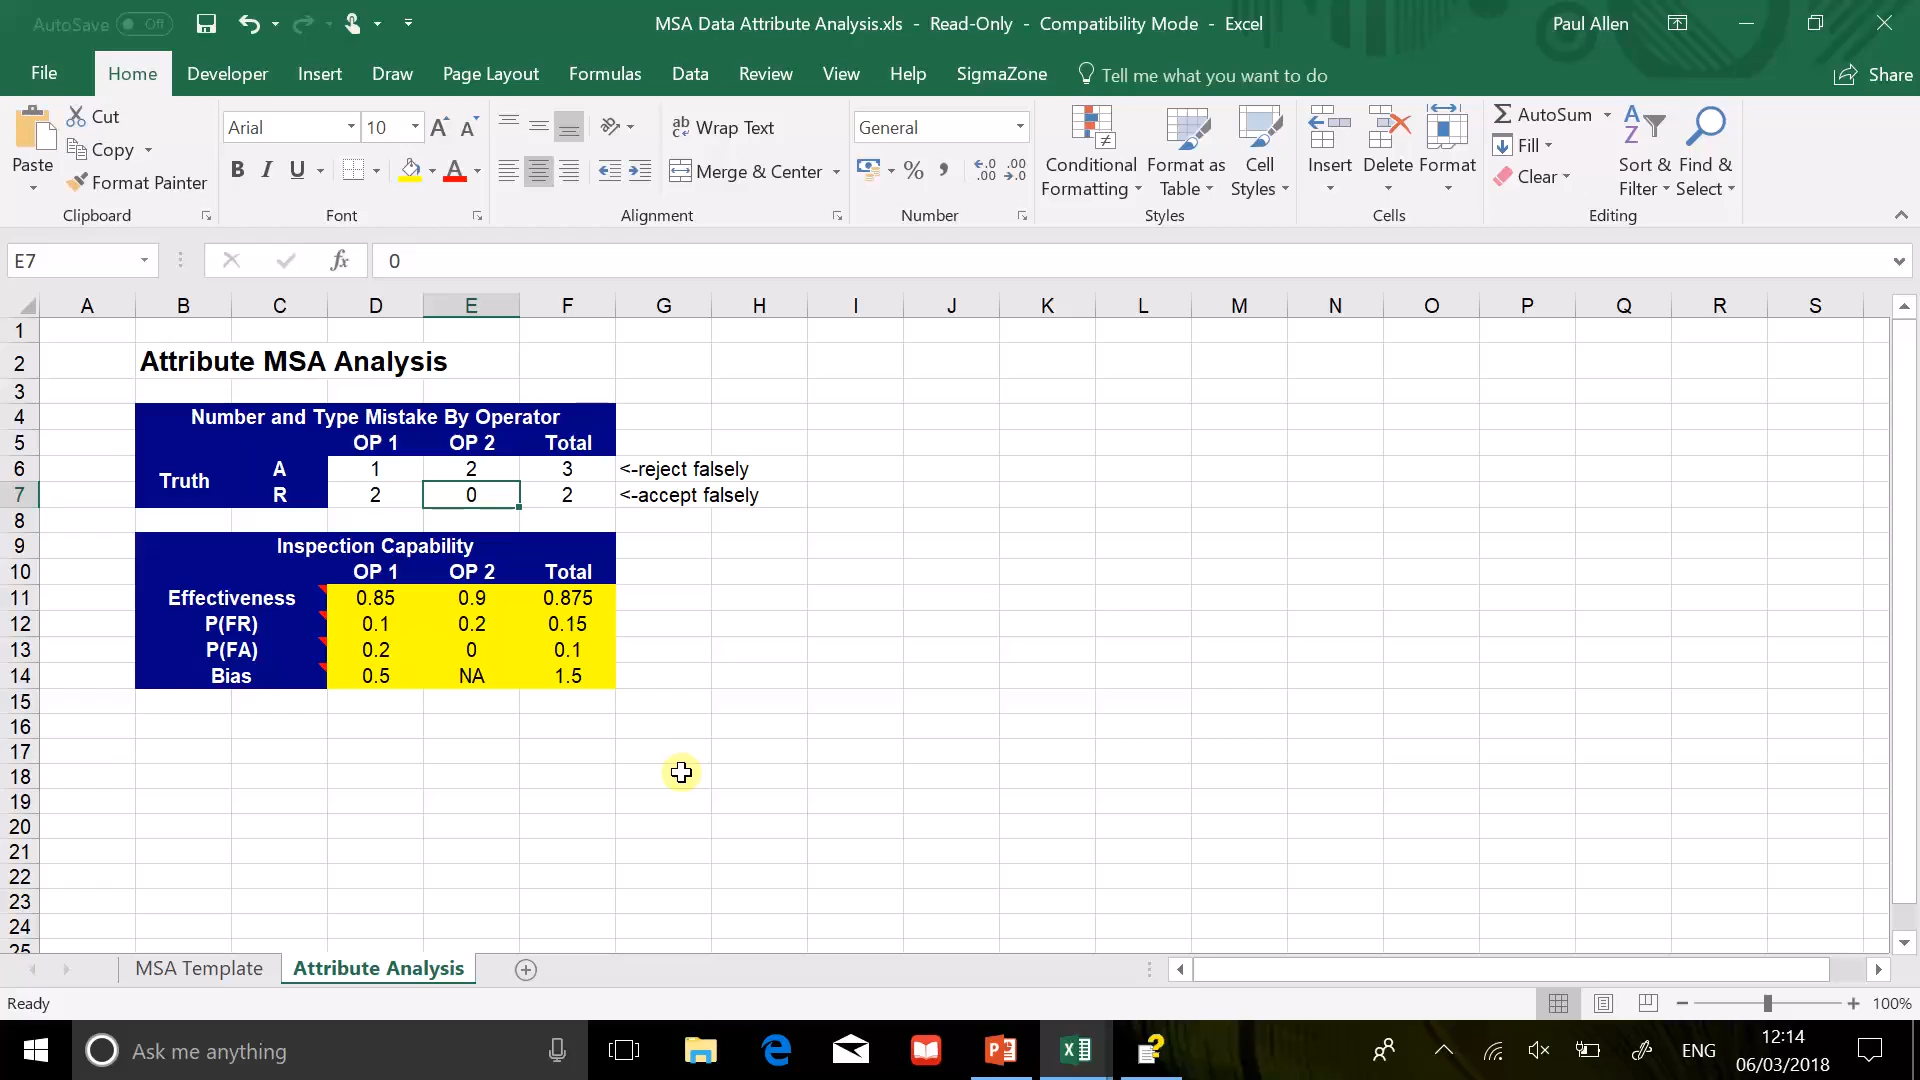 AutoSave Off MSA Data Attribute Analysis.xls - Read-Only - Compatibility Mode - Excel Paul Allen
File Home Developer Insert Draw Page Layout Formulas Data Review View Help SigmaZone Tell me what you want to do Share
Paste
Cut
Copy
Format Painter
Clipboard
Arial 10
B I U
Font
Wrap Text
Merge & Center
Alignment
General
Number
Conditional Formatting
Format as Table
Cell Styles
Styles
Insert Delete Format
Cells
AutoSum
Fill
Clear
Sort & Filter
Find & Select
Editing
E7 fx 0
A B C D E F G H I J K L M N O P Q R S
1
2 Attribute MSA Analysis
3
4 Number and Type Mistake By Operator
5 OP 1 OP 2 Total
6 A 1 2 3 <-reject falsely
Truth
7 R 2 0 2 <-accept falsely
8
9 Inspection Capability
10 OP 1 OP 2 Total
11 Effectiveness 0.85 0.9 0.875
12 P(FR) 0.1 0.2 0.15
13 P(FA) 0.2 0 0.1
14 Bias 0.5 NA 1.5
15
16
17
18
19
20
21
22
23
24
25
MSA Template Attribute Analysis
Ready 100%
Ask me anything ENG 12:14
06/03/2018